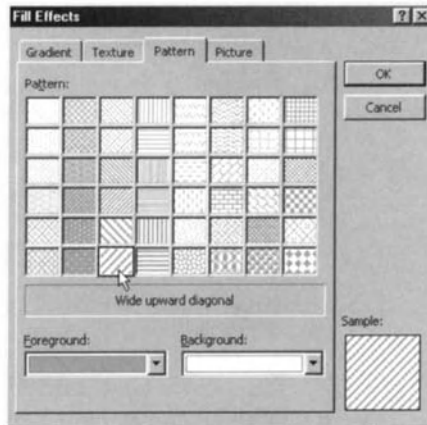 Fill Effects
Gradient
Texture
Pattern
Picture
OK
Cancel
Pattern:
Wide upward diagonal
Sample:
Foreground:
Background: